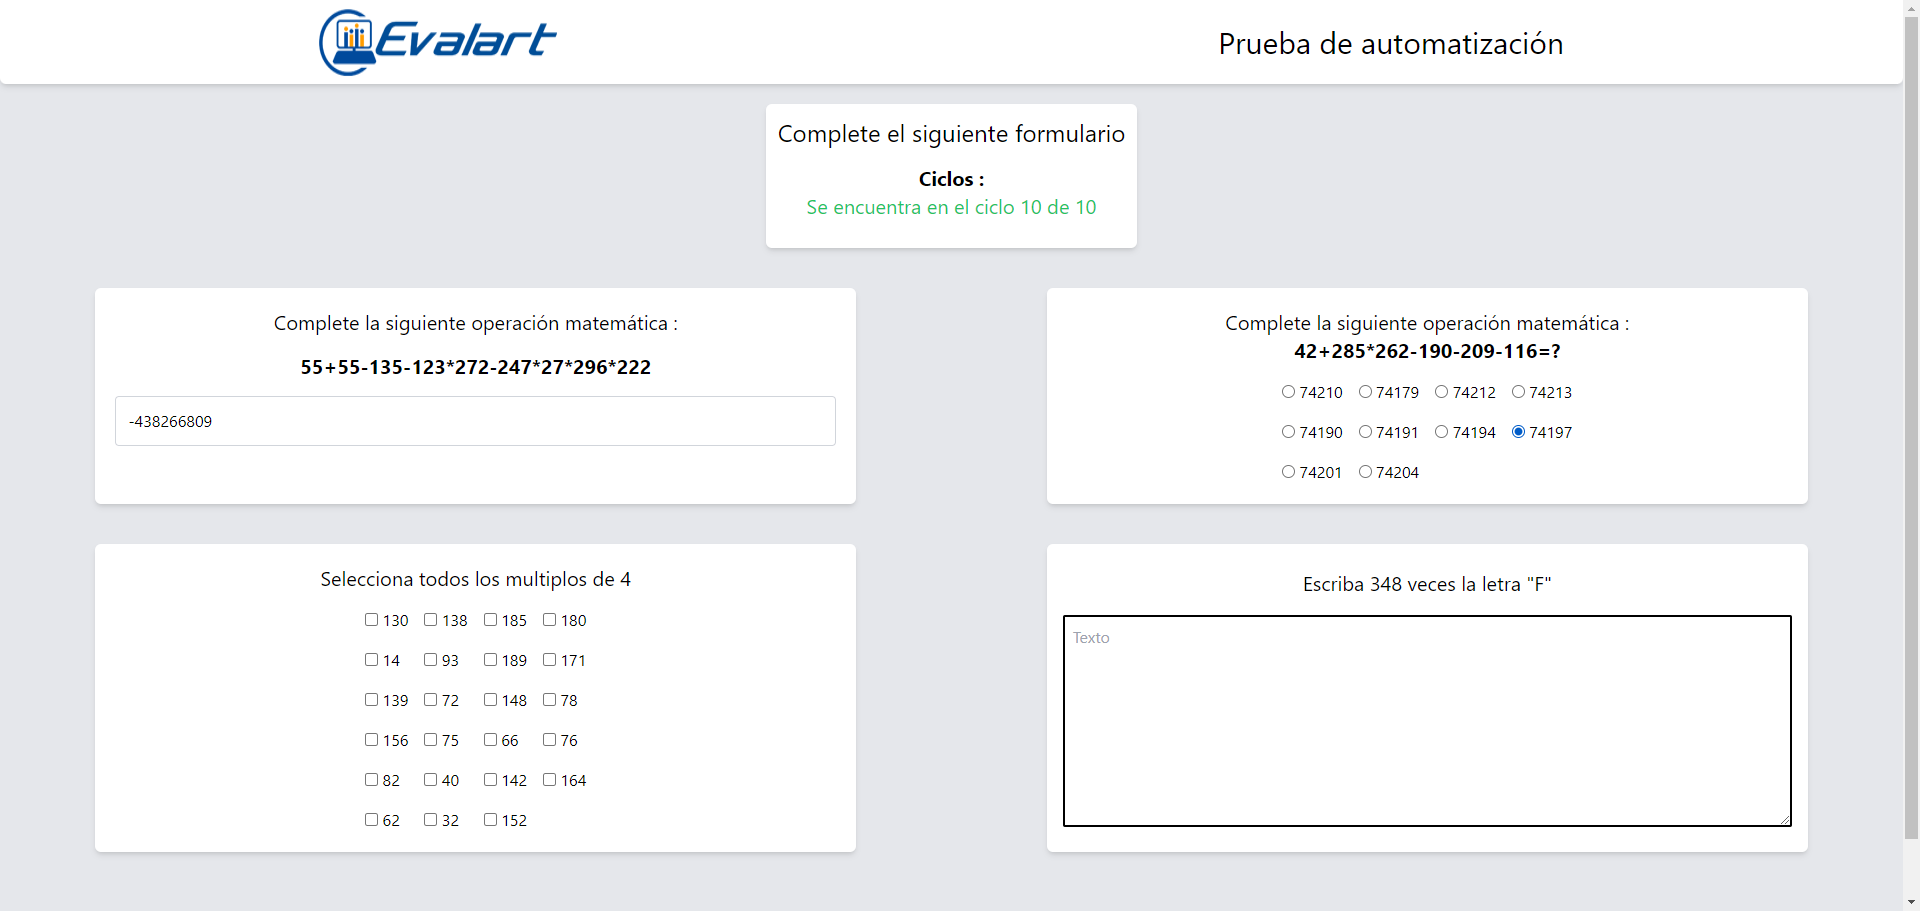 Evalart
Prueba de automatización
Complete el siguiente formulario
Ciclos :
Se encuentra en el ciclo 10 de 10
Complete la siguiente operación matemática :
55+55-135-123*272-247*27*296*222
-438266809
Complete la siguiente operación matemática :
42+285*262-190-209-116=?
74210 74179 74212 74213
74190 74191 74194 74197
74201 74204
Selecciona todos los multiplos de 4
130 138 185 180
14 93 189 171
139 72 148 78
156 75 66 76
82 40 142 164
62 32 152
Escriba 348 veces la letra "F"
Texto